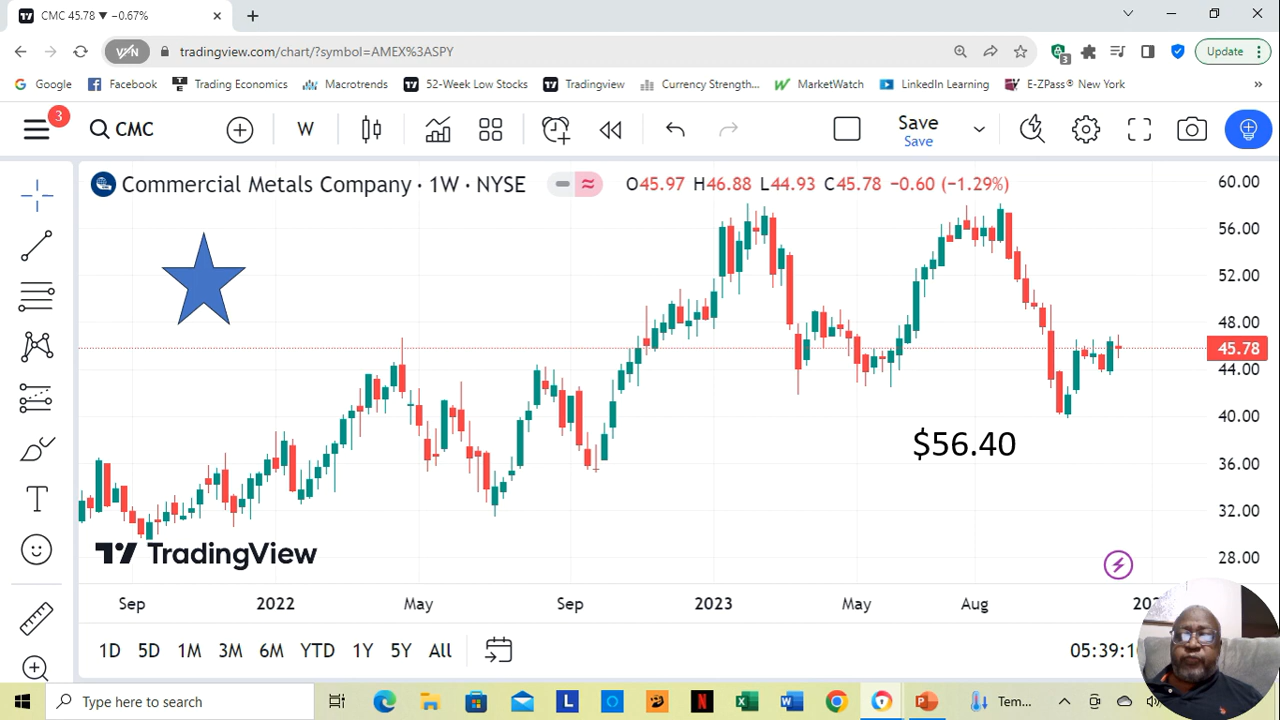 CMC 45.78 ▼ −0.67%
tradingview.com/chart/?symbol=AMEX%3ASPY
3
Update
Google
Facebook
Trading Economics
Macrotrends
52-Week Low Stocks
Tradingview
Currency Strength...
MarketWatch
LinkedIn Learning
E-ZPass® New York
»
3
CMC
W
Save
Save
Commercial Metals Company · 1W · NYSE
O45.97 H46.88 L44.93 C45.78 −0.60 (−1.29%)
60.00
56.00
52.00
48.00
45.78
44.00
40.00
36.00
32.00
28.00
$56.40
TradingView
Sep
2022
May
Sep
2023
May
Aug
1D 5D 1M 3M 6M YTD 1Y 5Y All
Type here to search
Tem...